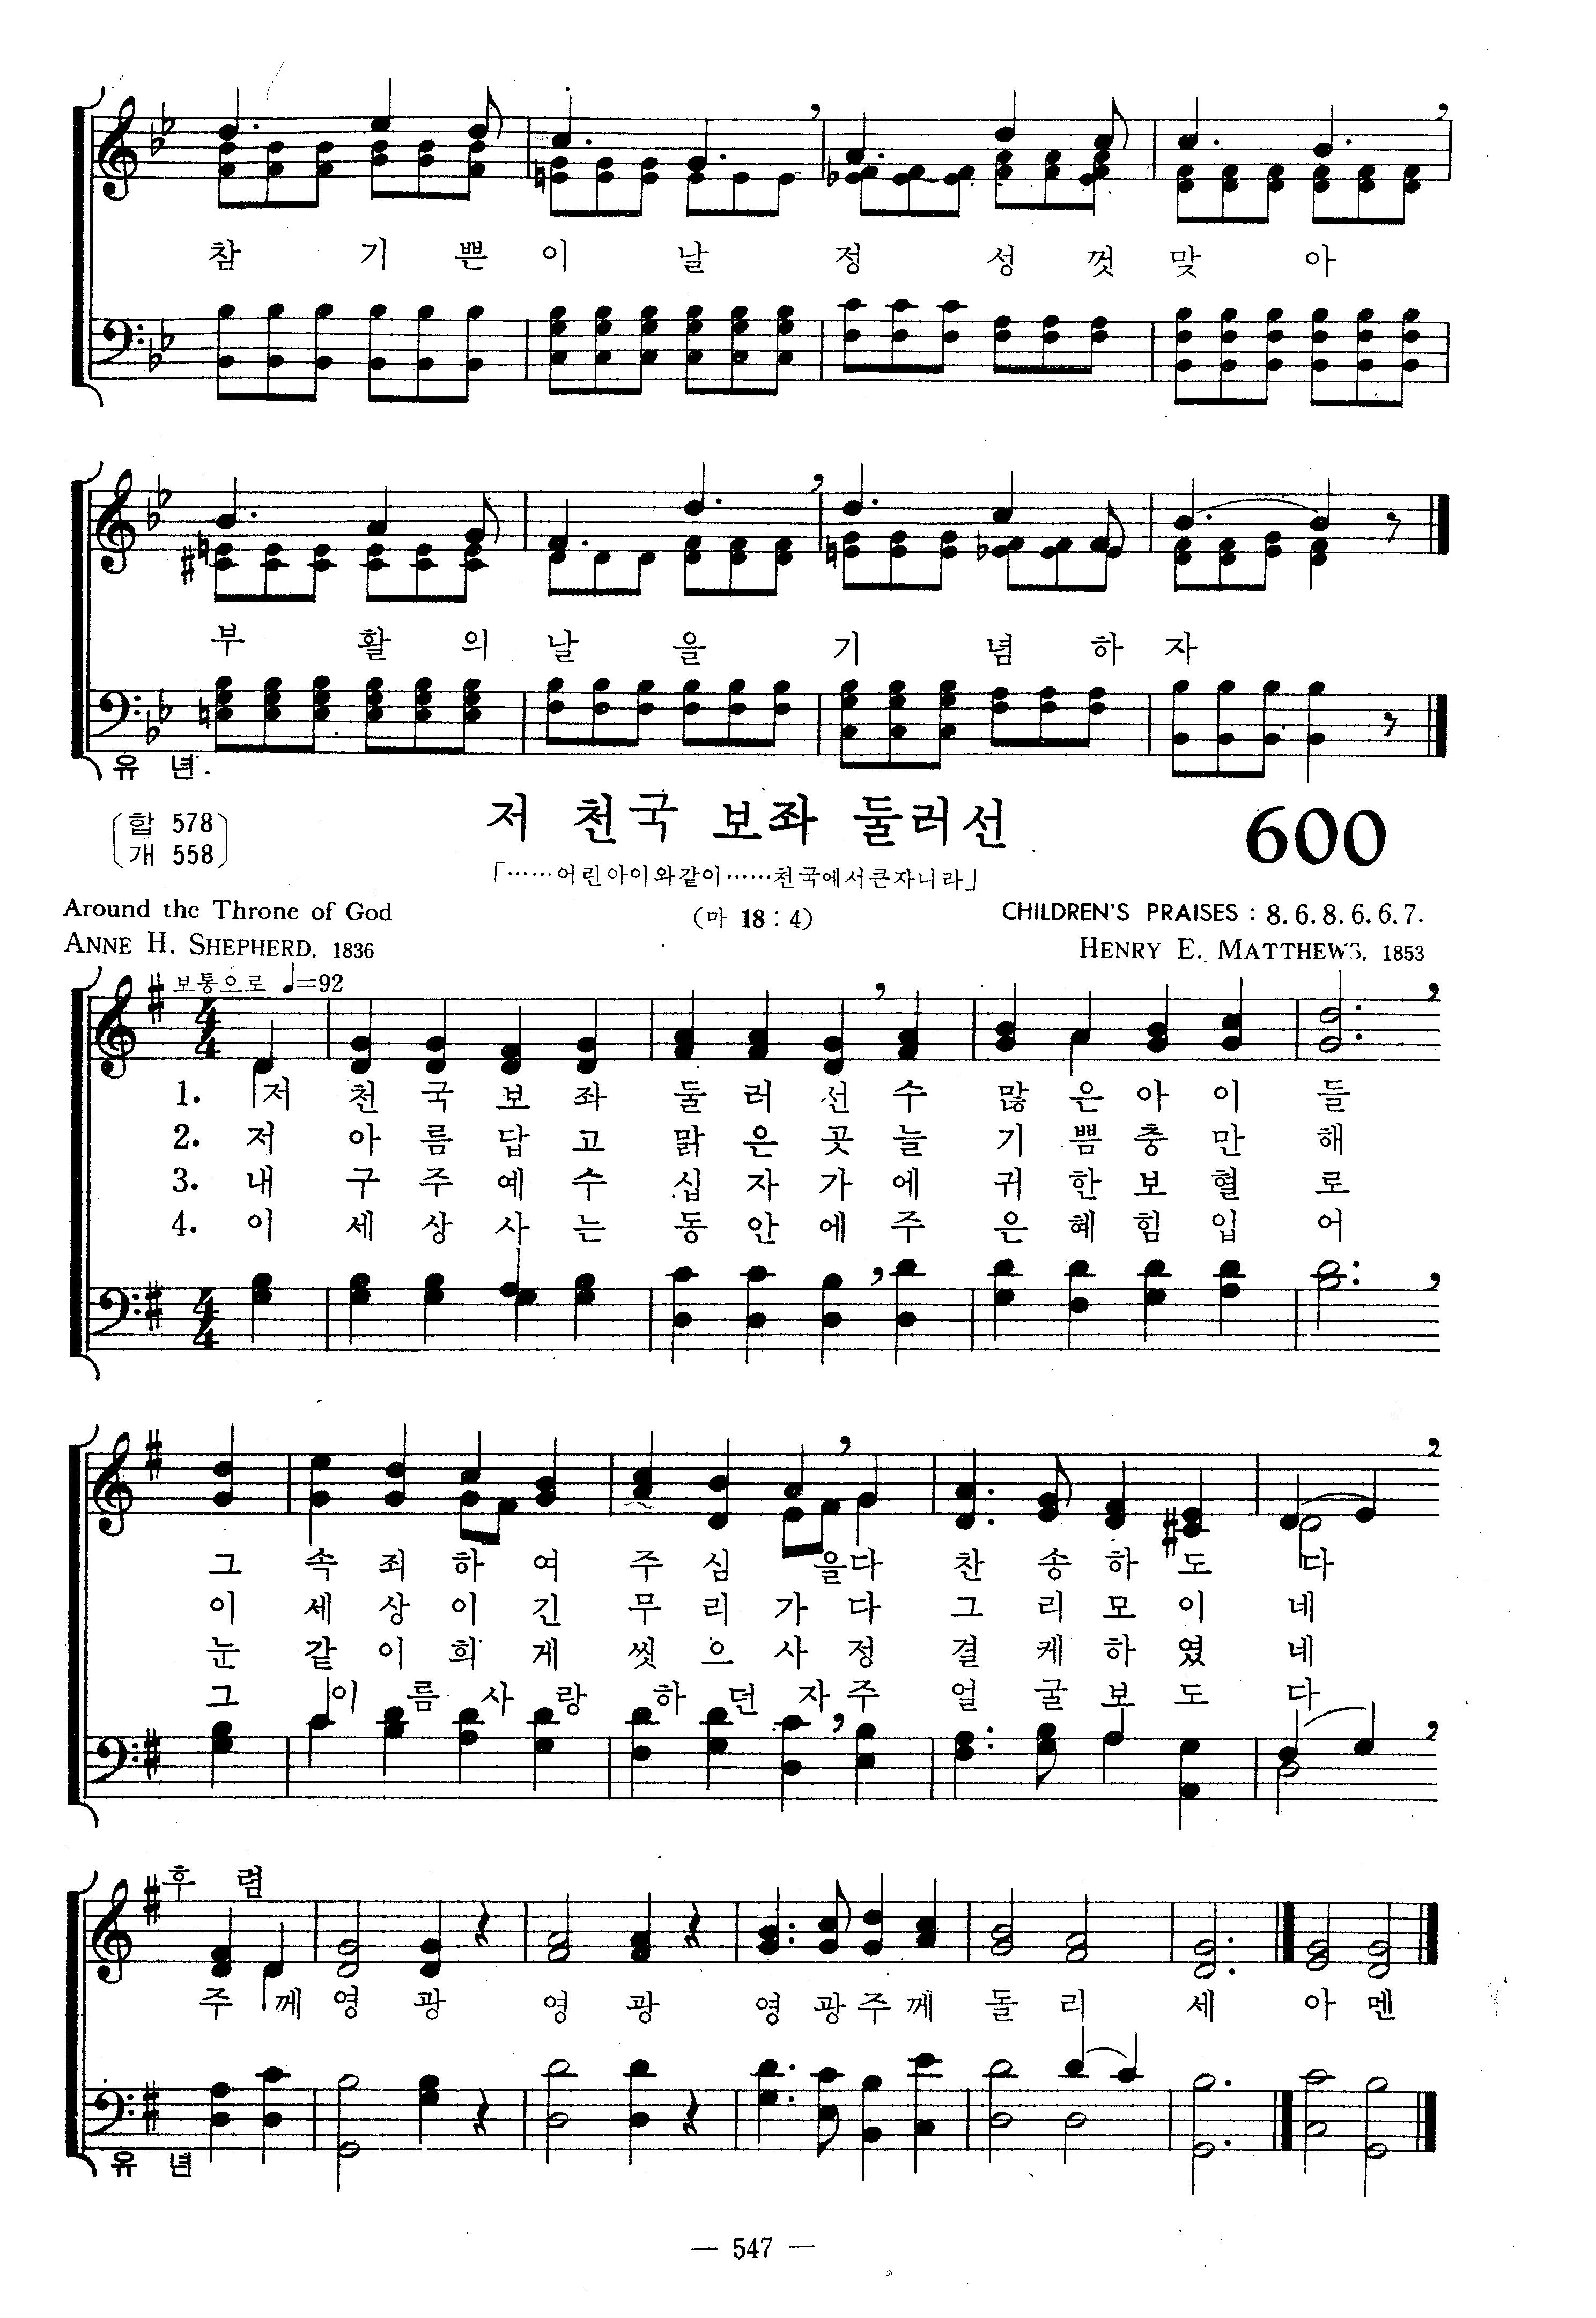 참 기 쁜 이 날 정 성 껏 맞 아
부 활 의 날 을 기 념 하 자
유 년.
저 천국 보좌 둘러선
600
합 578
개 558
「……어린아이와같이……천국에서큰자니라」
Around the Throne of God
(마 18 : 4)
CHILDREN'S PRAISES : 8. 6. 8. 6. 6. 7.
ANNE H. SHEPHERD, 1836
HENRY E. MATTHEWS, 1853
보통으로 ♩=92
1. 저 천 국 보 좌 둘 러 선 수 많 은 아 이 들
2. 저 아 름 답 고 맑 은 곳 늘 기 쁨 충 만 해
3. 내 구 주 예 수 십 자 가 에 귀 한 보 혈 로
4. 이 세 상 사 는 동 안 에 주 은 혜 힘 입 어
그 속 죄 하 여 주 심 을 다 찬 송 하 도 다
이 세 상 이 긴 무 리 가 다 그 리 모 이 네
눈 같 이 희 게 씻 으 사 정 결 케 하 였 네
그 이 름 사 랑 하 던 자 주 얼 굴 보 도 다
후 렴
주 께 영 광 영 광 영 광 주 께 돌 리 세 아 멘
유 년
— 547 —